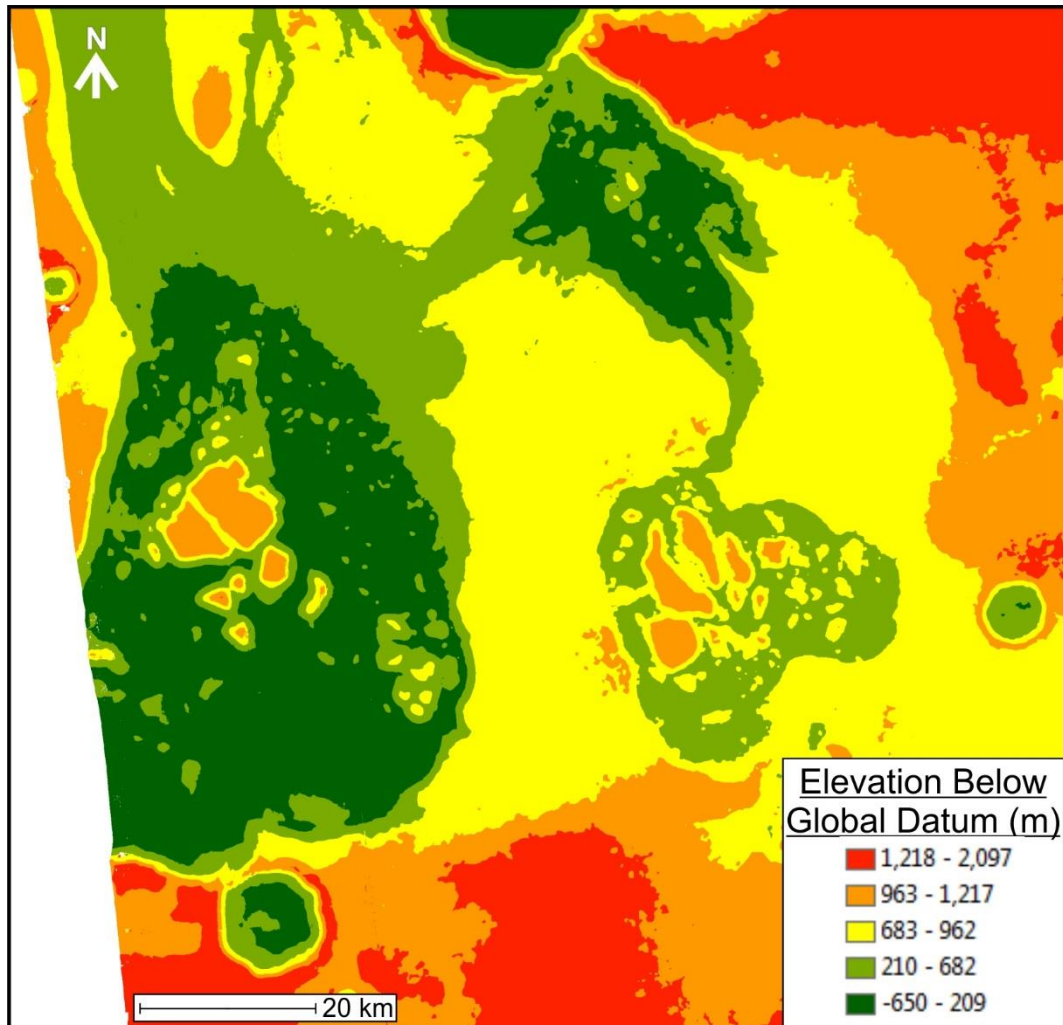 N
Elevation Below
Global Datum (m)
1,218 - 2,097
963 - 1,217
683 - 962
210 - 682
-650 - 209
20 km